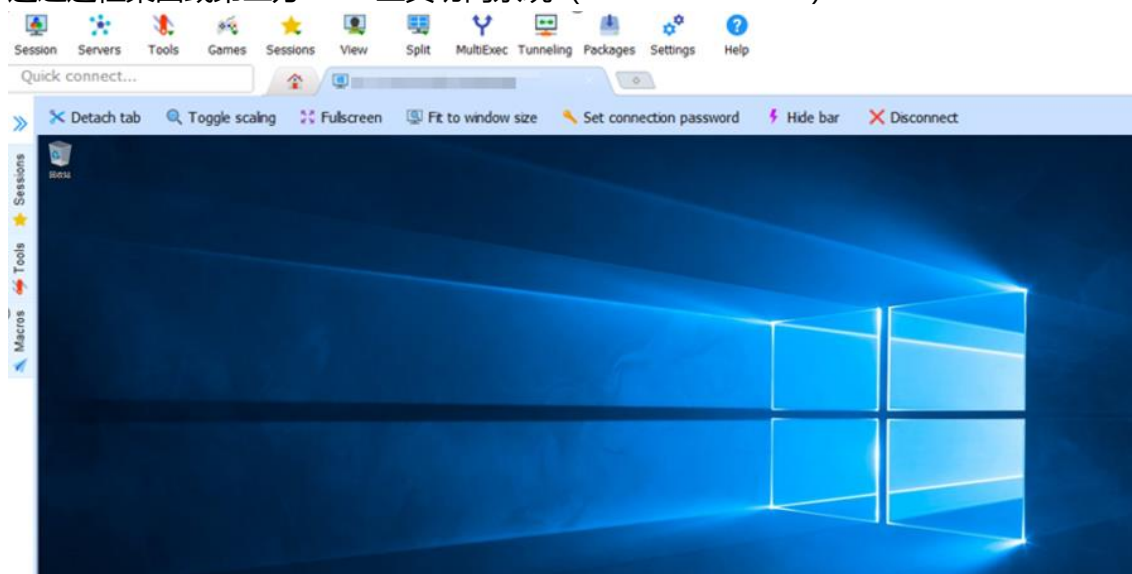 Session Servers Tools Games Sessions View Split MultiExec Tunneling Packages Settings Help
Quick connect...
Detach tab Toggle scaling Fullscreen Fit to window size Set connection password Hide bar Disconnect
Sessions
Tools
Macros